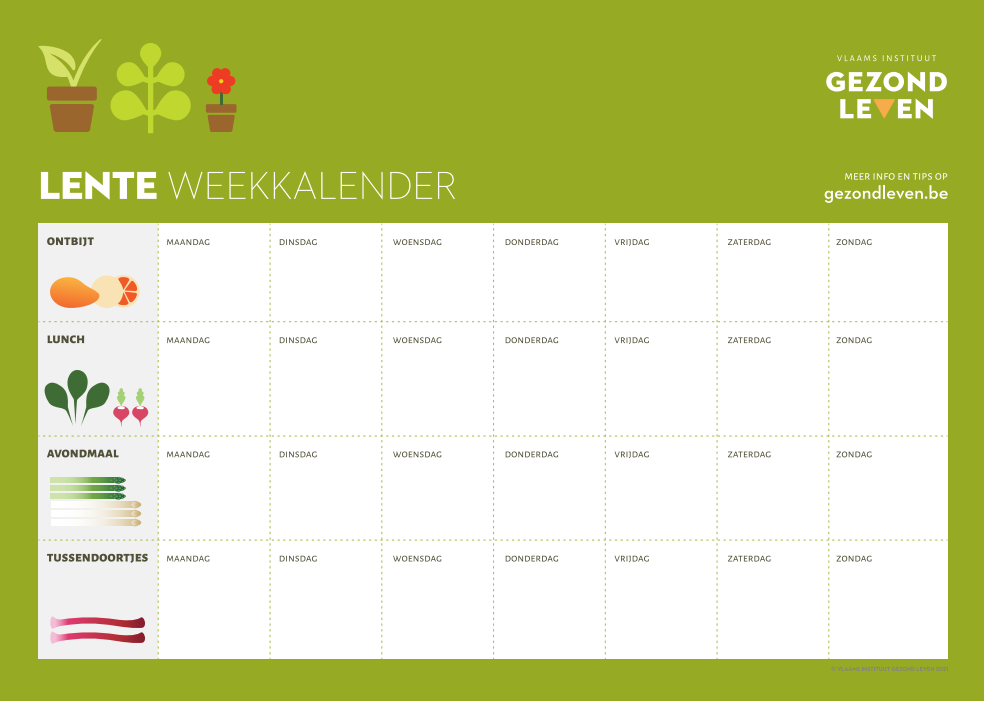 VLAAMS INSTITUUT
GEZOND
LEVEN
LENTE WEEKKALENDER
MEER INFO EN TIPS OP
gezondleven.be
ONTBIJT MAANDAG DINSDAG WOENSDAG DONDERDAG VRIJDAG ZATERDAG ZONDAG
LUNCH MAANDAG DINSDAG WOENSDAG DONDERDAG VRIJDAG ZATERDAG ZONDAG
AVONDMAAL MAANDAG DINSDAG WOENSDAG DONDERDAG VRIJDAG ZATERDAG ZONDAG
TUSSENDOORTJES MAANDAG DINSDAG WOENSDAG DONDERDAG VRIJDAG ZATERDAG ZONDAG
© VLAAMS INSTITUUT GEZOND LEVEN